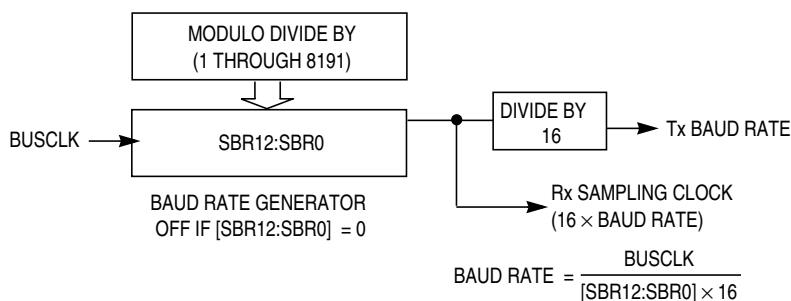 MODULO DIVIDE BY
(1 THROUGH 8191)
BUSCLK
SBR12:SBR0
DIVIDE BY
16
Tx BAUD RATE
BAUD RATE GENERATOR
OFF IF [SBR12:SBR0] = 0
Rx SAMPLING CLOCK
(16 × BAUD RATE)
BAUD RATE =
BUSCLK
[SBR12:SBR0] × 16